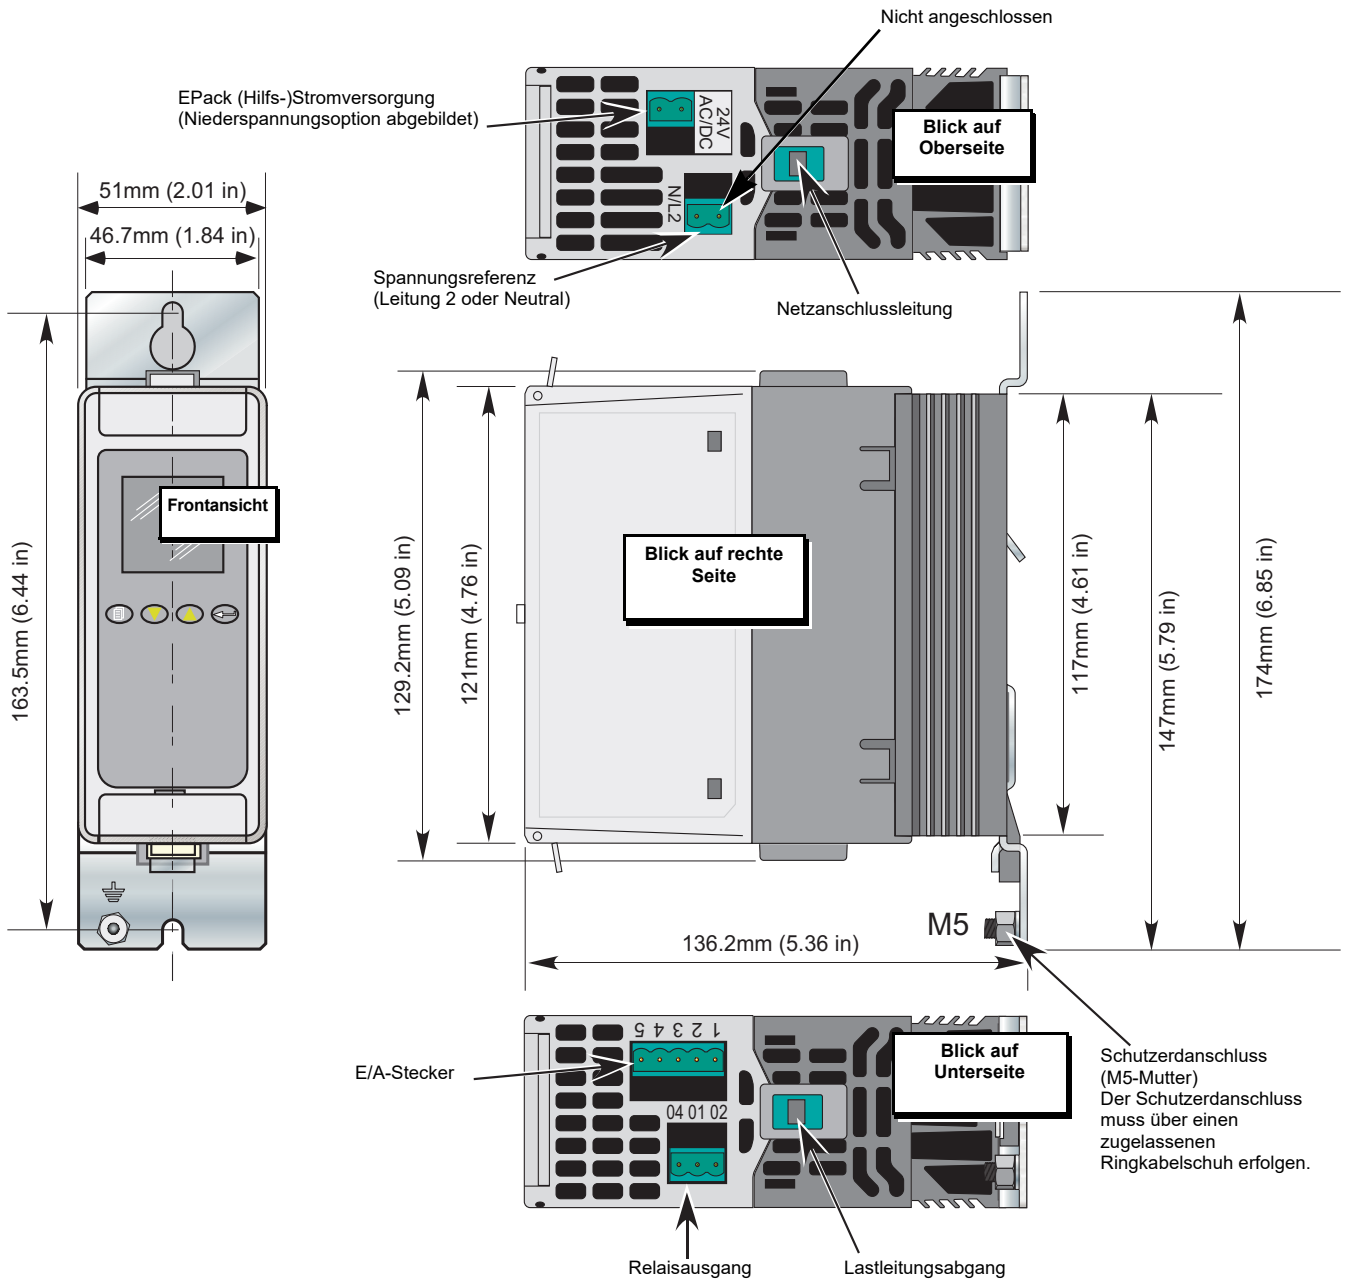 Nicht angeschlossen
EPack (Hilfs-)Stromversorgung
(Niederspannungsoption abgebildet)
24V
AC/DC
N/L2
Blick auf
Oberseite
Spannungsreferenz
(Leitung 2 oder Neutral)
Netzanschlussleitung
51mm (2.01 in)
46.7mm (1.84 in)
163.5mm (6.44 in)
Frontansicht
129.2mm (5.09 in)
121mm (4.76 in)
Blick auf rechte
Seite
117mm (4.61 in)
147mm (5.79 in)
174mm (6.85 in)
M5
136.2mm (5.36 in)
5 4 3 2 1
E/A-Stecker
04 01 02
Blick auf
Unterseite
Schutzerdanschluss
(M5-Mutter)
Der Schutzerdanschluss
muss über einen
zugelassenen
Ringkabelschuh erfolgen.
Relaisausgang
Lastleitungsabgang